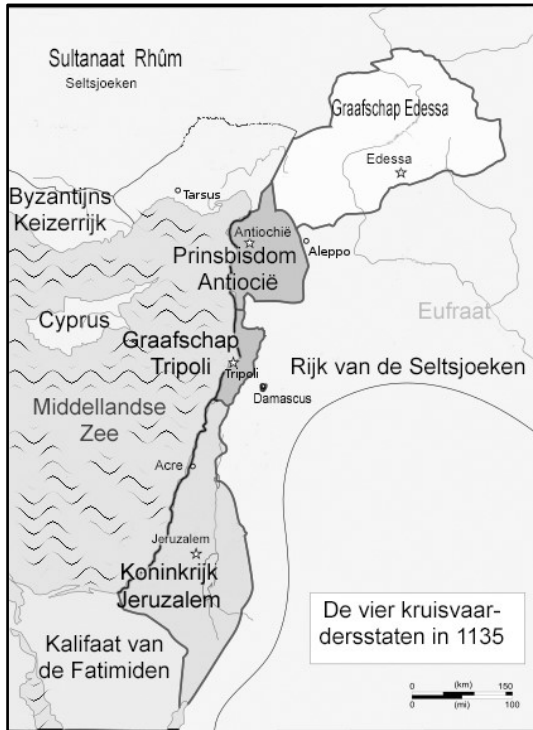 Sultanaat Rhûm
Seltsjoeken
Graafschap Edessa
Edessa
Tarsus
Byzantijns
Keizerrijk
Antiochië
Aleppo
Prinsbisdom
Antiocië
Cyprus
Eufraat
Graafschap
Tripoli
Tripoli
Rijk van de Seltsjoeken
Damascus
Middellandse
Zee
Acre
Jeruzalem
Koninkrijk
Jeruzalem
De vier kruisvaar-
dersstaten in 1135
Kalifaat van
de Fatimiden
0 (km) 150
0 (mi) 100